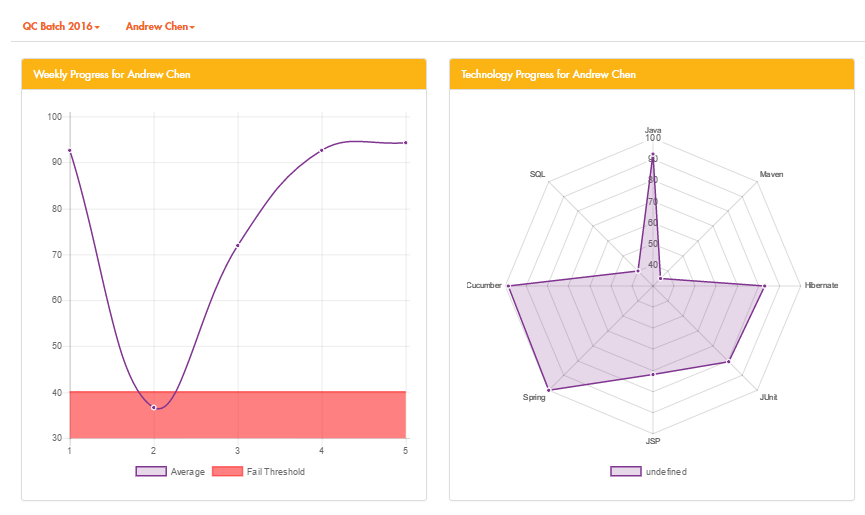 QC Batch 2016 Andrew Chen
Weekly Progress for Andrew Chen
100
90
80
70
60
50
40
30
1 2 3 4 5
Average Fail Threshold
Technology Progress for Andrew Chen
Java
100
90
80
70
60
50
40
SQL Maven
Cucumber Hibernate
Spring JUnit
JSP
undefined